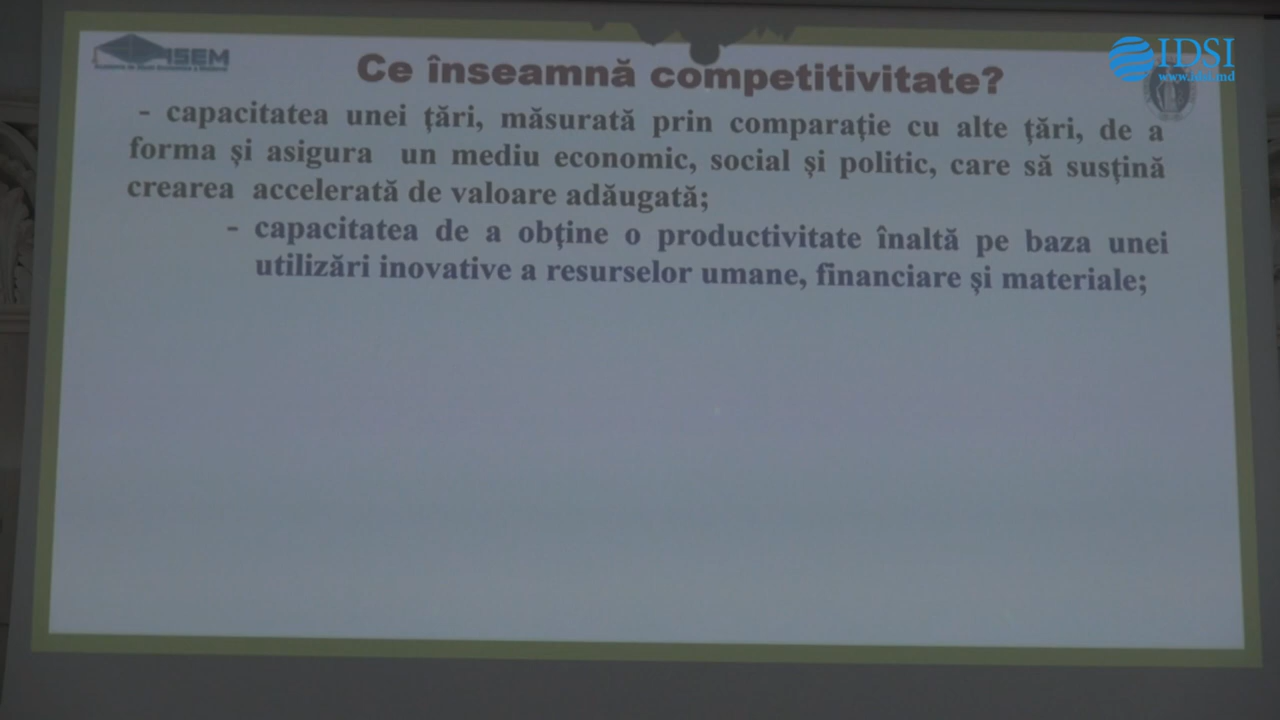 ASEM
IDSI
www.idsi.md
Ce înseamnă competitivitate?
- capacitatea unei ţări, măsurată prin comparaţie cu alte ţări, de a
forma şi asigura un mediu economic, social şi politic, care să susţină
crearea accelerată de valoare adăugată;
- capacitatea de a obţine o productivitate înaltă pe baza unei
utilizări inovative a resurselor umane, financiare şi materiale;